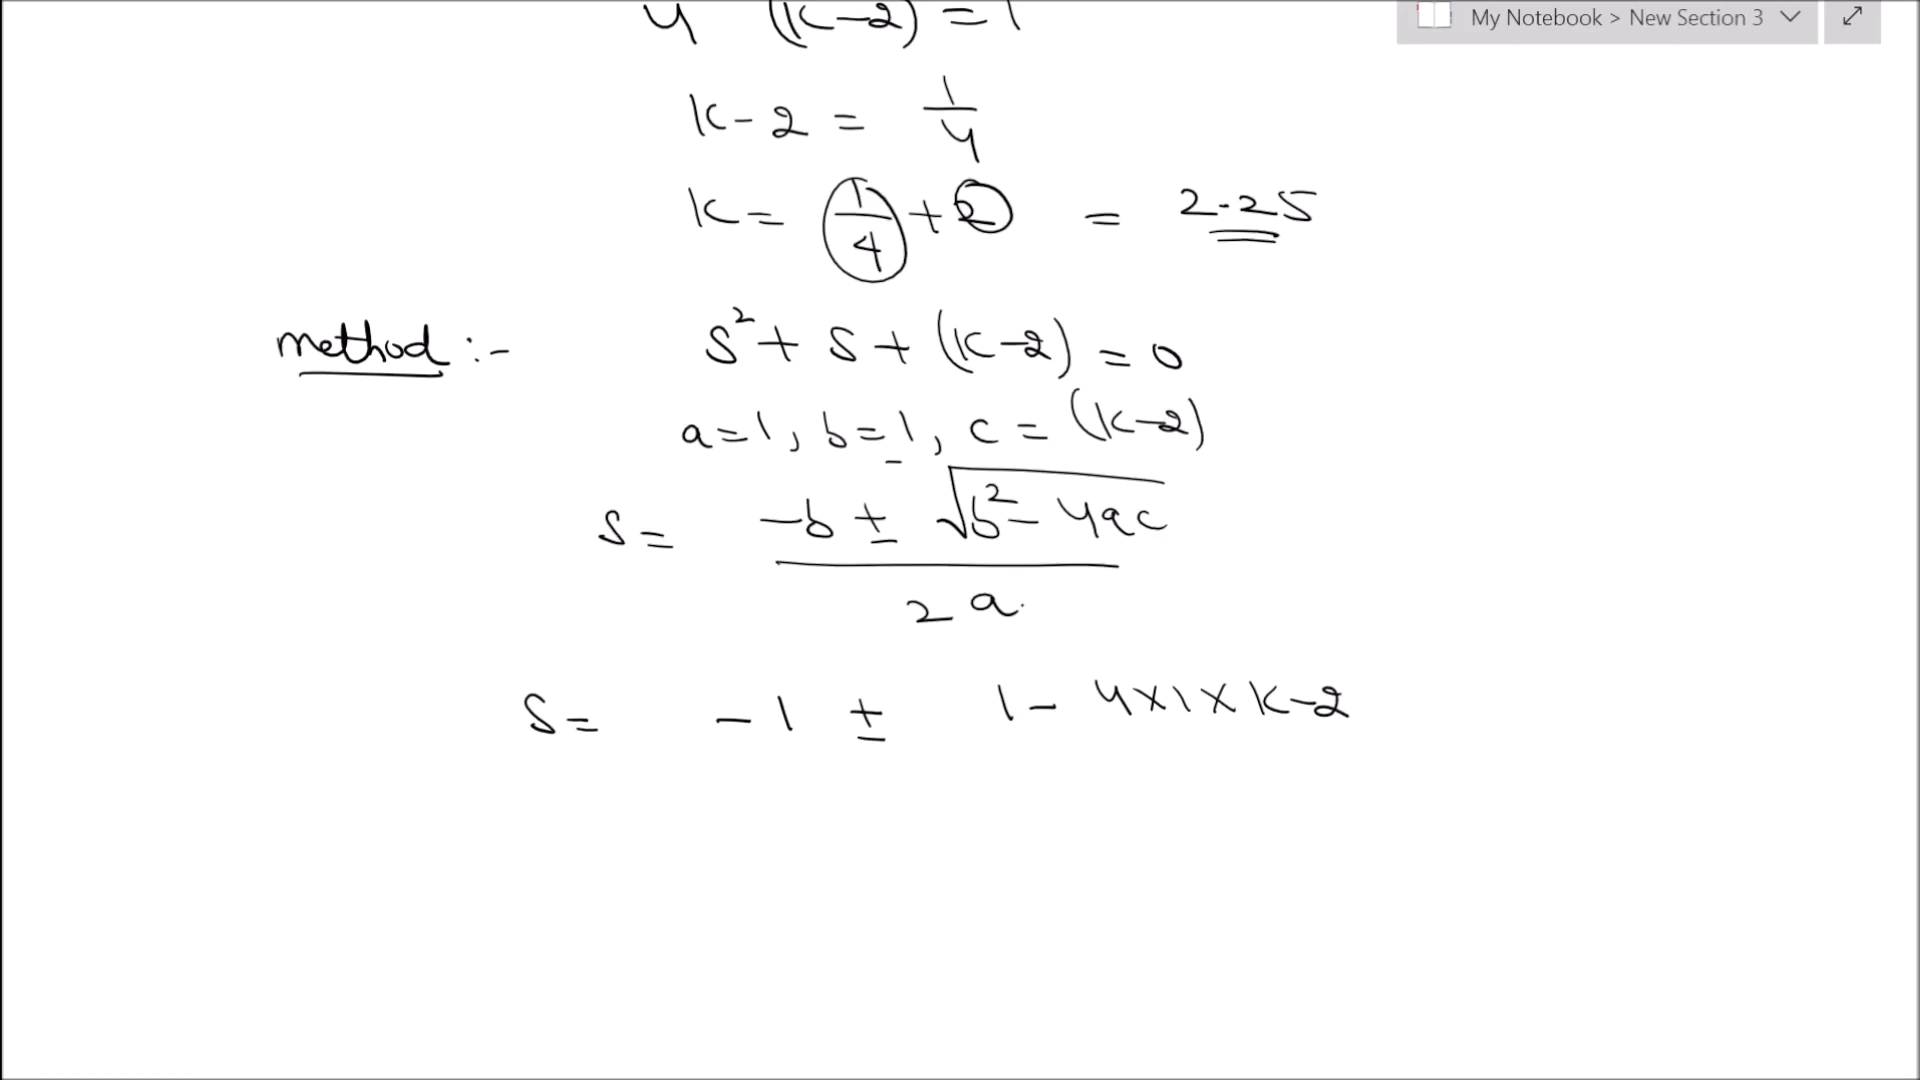 4 (k-2) = 1
My Notebook > New Section 3
k - 2 = 1/4
k = 1/4 + 2 = 2.25
method :- s² + s + (k-2) = 0
a=1, b=1, c = (k-2)
s = -b ± √b² - 4ac / 2a.
s = -1 ± 1 - 4×1×k-2